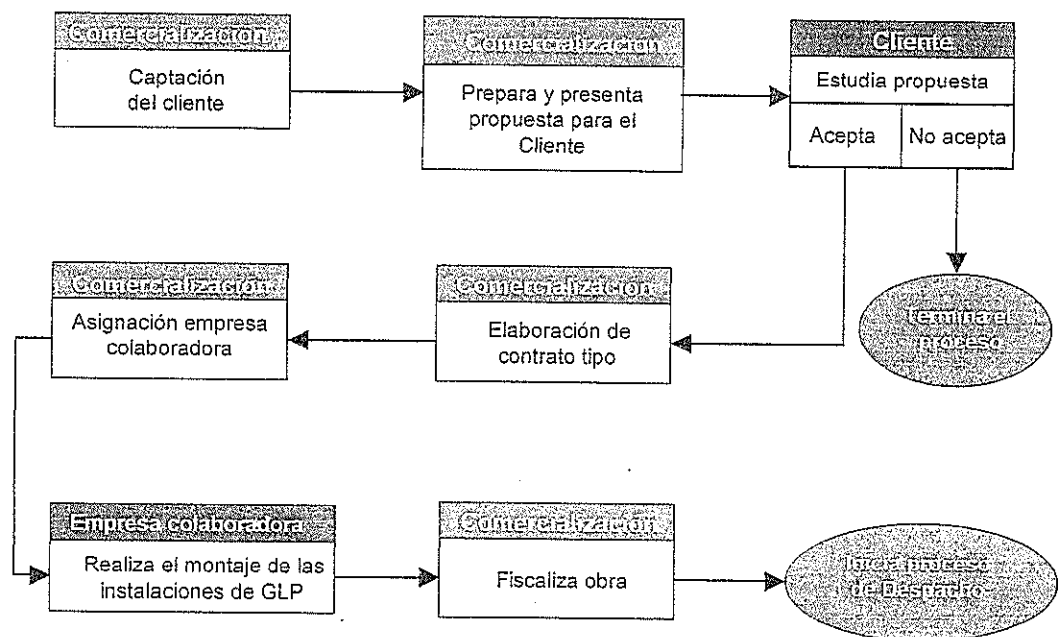 Comercialización
Captación
del cliente
Comercialización
Prepara y presenta
propuesta para el
Cliente
Cliente
Estudia propuesta
Acepta
No acepta
Comercialización
Asignación empresa
colaboradora
Comercialización
Elaboración de
contrato tipo
Termina el
proceso
Empresa colaboradora
Realiza el montaje de las
instalaciones de GLP
Comercialización
Fiscaliza obra
Inicia proceso
de Despacho